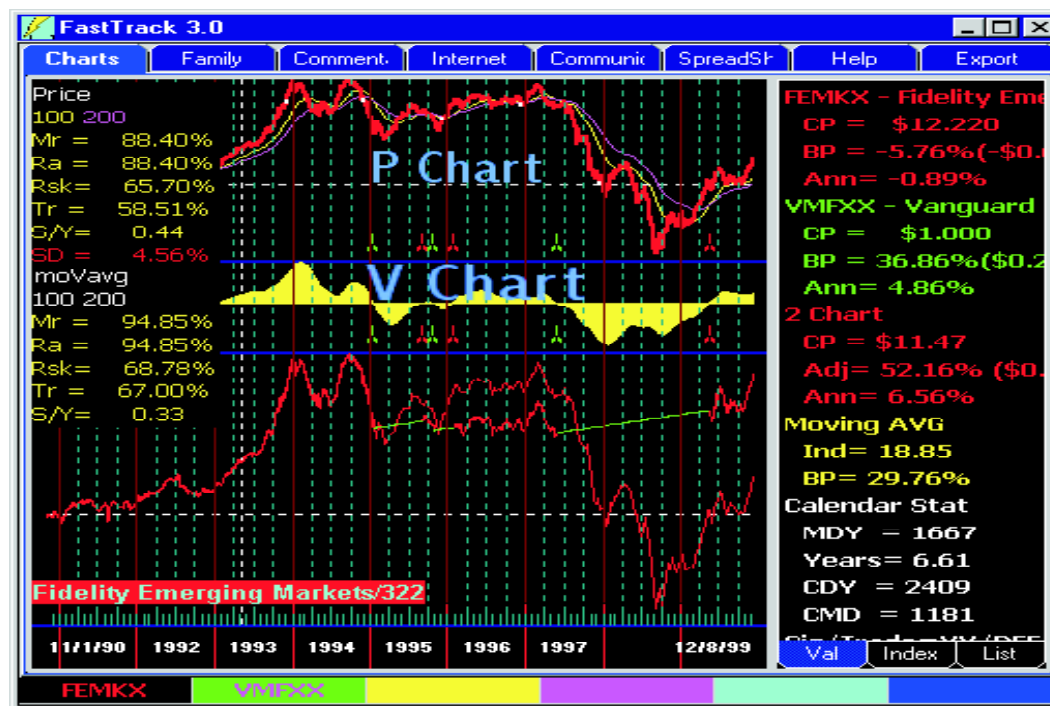 FastTrack 3.0
Charts Family Comment. Internet Communic SpreadSh Help Export
Price
100 200
Mr = 88.40%
Ra = 88.40%
Rsk= 65.70%
Tr = 58.51%
S/Y= 0.44
SD = 4.56%
moVavg
100 200
Mr = 94.85%
Ra = 94.85%
Rsk= 68.78%
Tr = 67.00%
S/Y= 0.33
P Chart
V Chart
Fidelity Emerging Markets/322
11/1/90 1992 1993 1994 1995 1996 1997 12/8/99
FEMKX - Fidelity Eme
CP = $12.220
BP = -5.76%(-$0.
Ann= -0.89%
VMFXX - Vanguard
CP = $1.000
BP = 36.86%($0.2
Ann= 4.86%
2 Chart
CP = $11.47
Adj= 52.16% ($0.
Ann= 6.56%
Moving AVG
Ind= 18.85
BP= 29.76%
Calendar Stat
MDY = 1667
Years= 6.61
CDY = 2409
CMD = 1181
Val Index List
FEMKX VMFXX